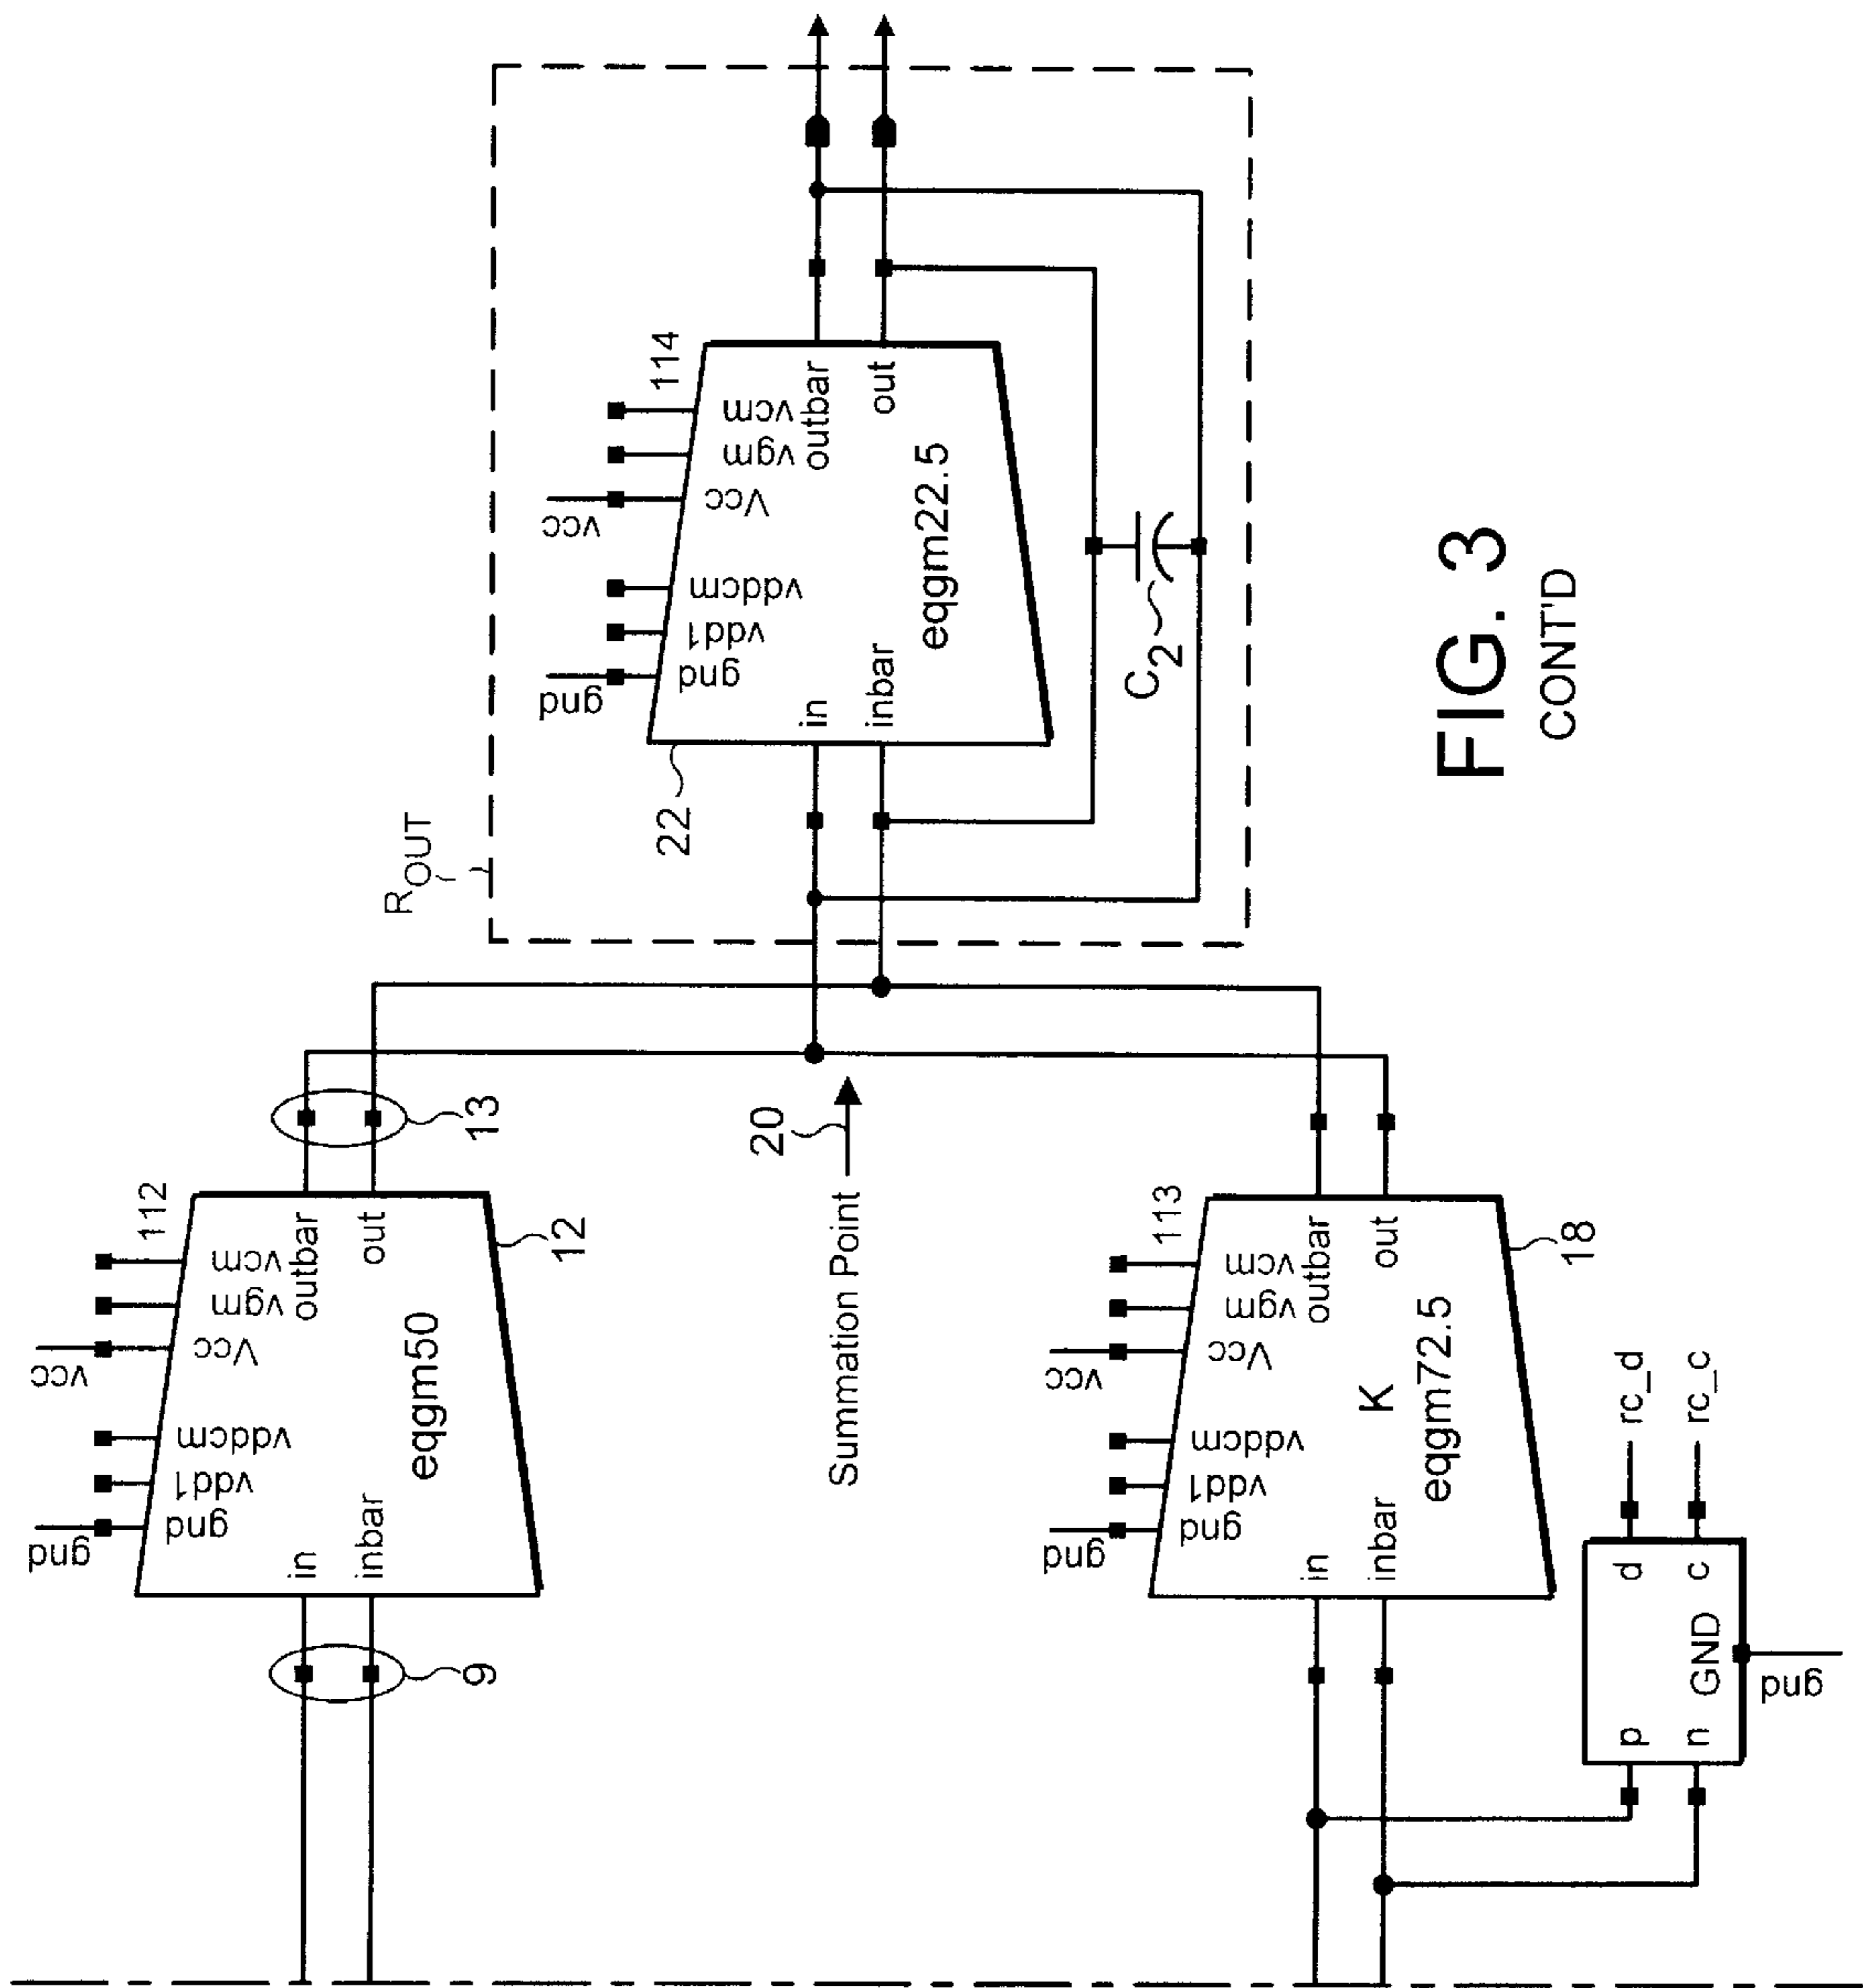 gnd
vcc
gnd
vdd1
vddcm
Vcc
vgm
vcm
112
in
inbar
outbar
out
eqgm50
9
13
12
ROUT
gnd
vcc
gnd
vdd1
vddcm
Vcc
vgm
vcm
114
in
inbar
outbar
out
eqgm22.5
22
C2
Summation Point
20
gnd
vcc
gnd
vdd1
vddcm
Vcc
vgm
vcm
113
in
inbar
outbar
out
K
eqgm72.5
18
p
d
n
GND
c
rc_d
rc_c
gnd
FIG. 3
CONT'D